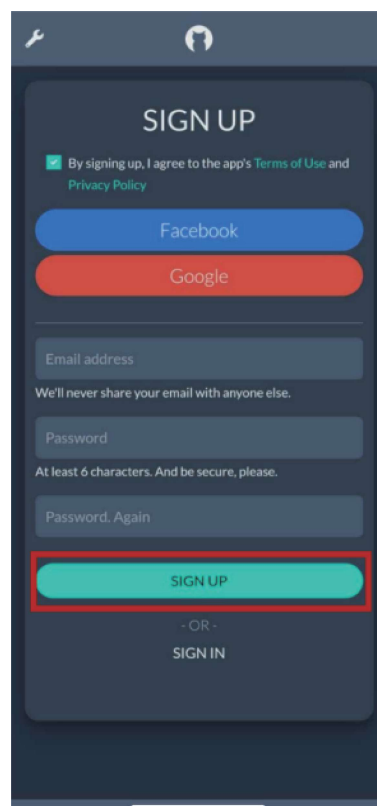 SIGN UP
By signing up, I agree to the app's Terms of Use and
Privacy Policy
Facebook
Google
Email address
We'll never share your email with anyone else.
Password
At least 6 characters. And be secure, please.
Password. Again
SIGN UP
- OR -
SIGN IN